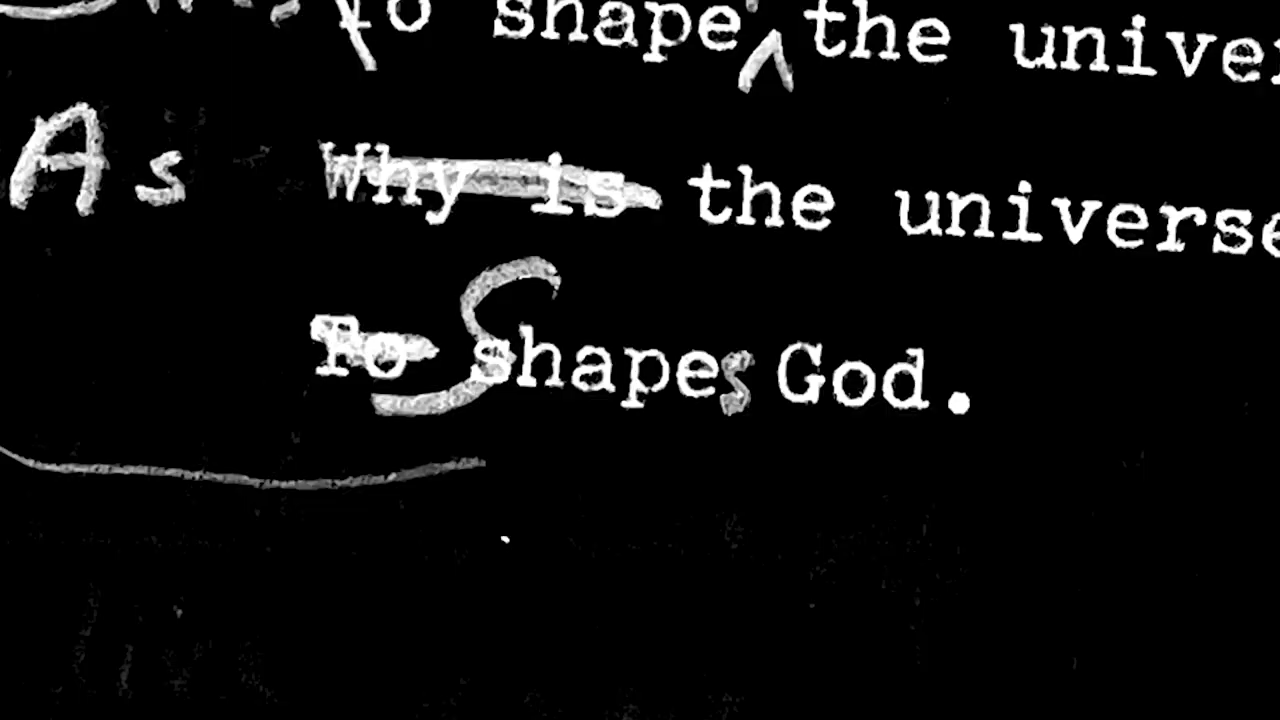 to shape ^ the univer
As Why is the universe
To Shapes God.